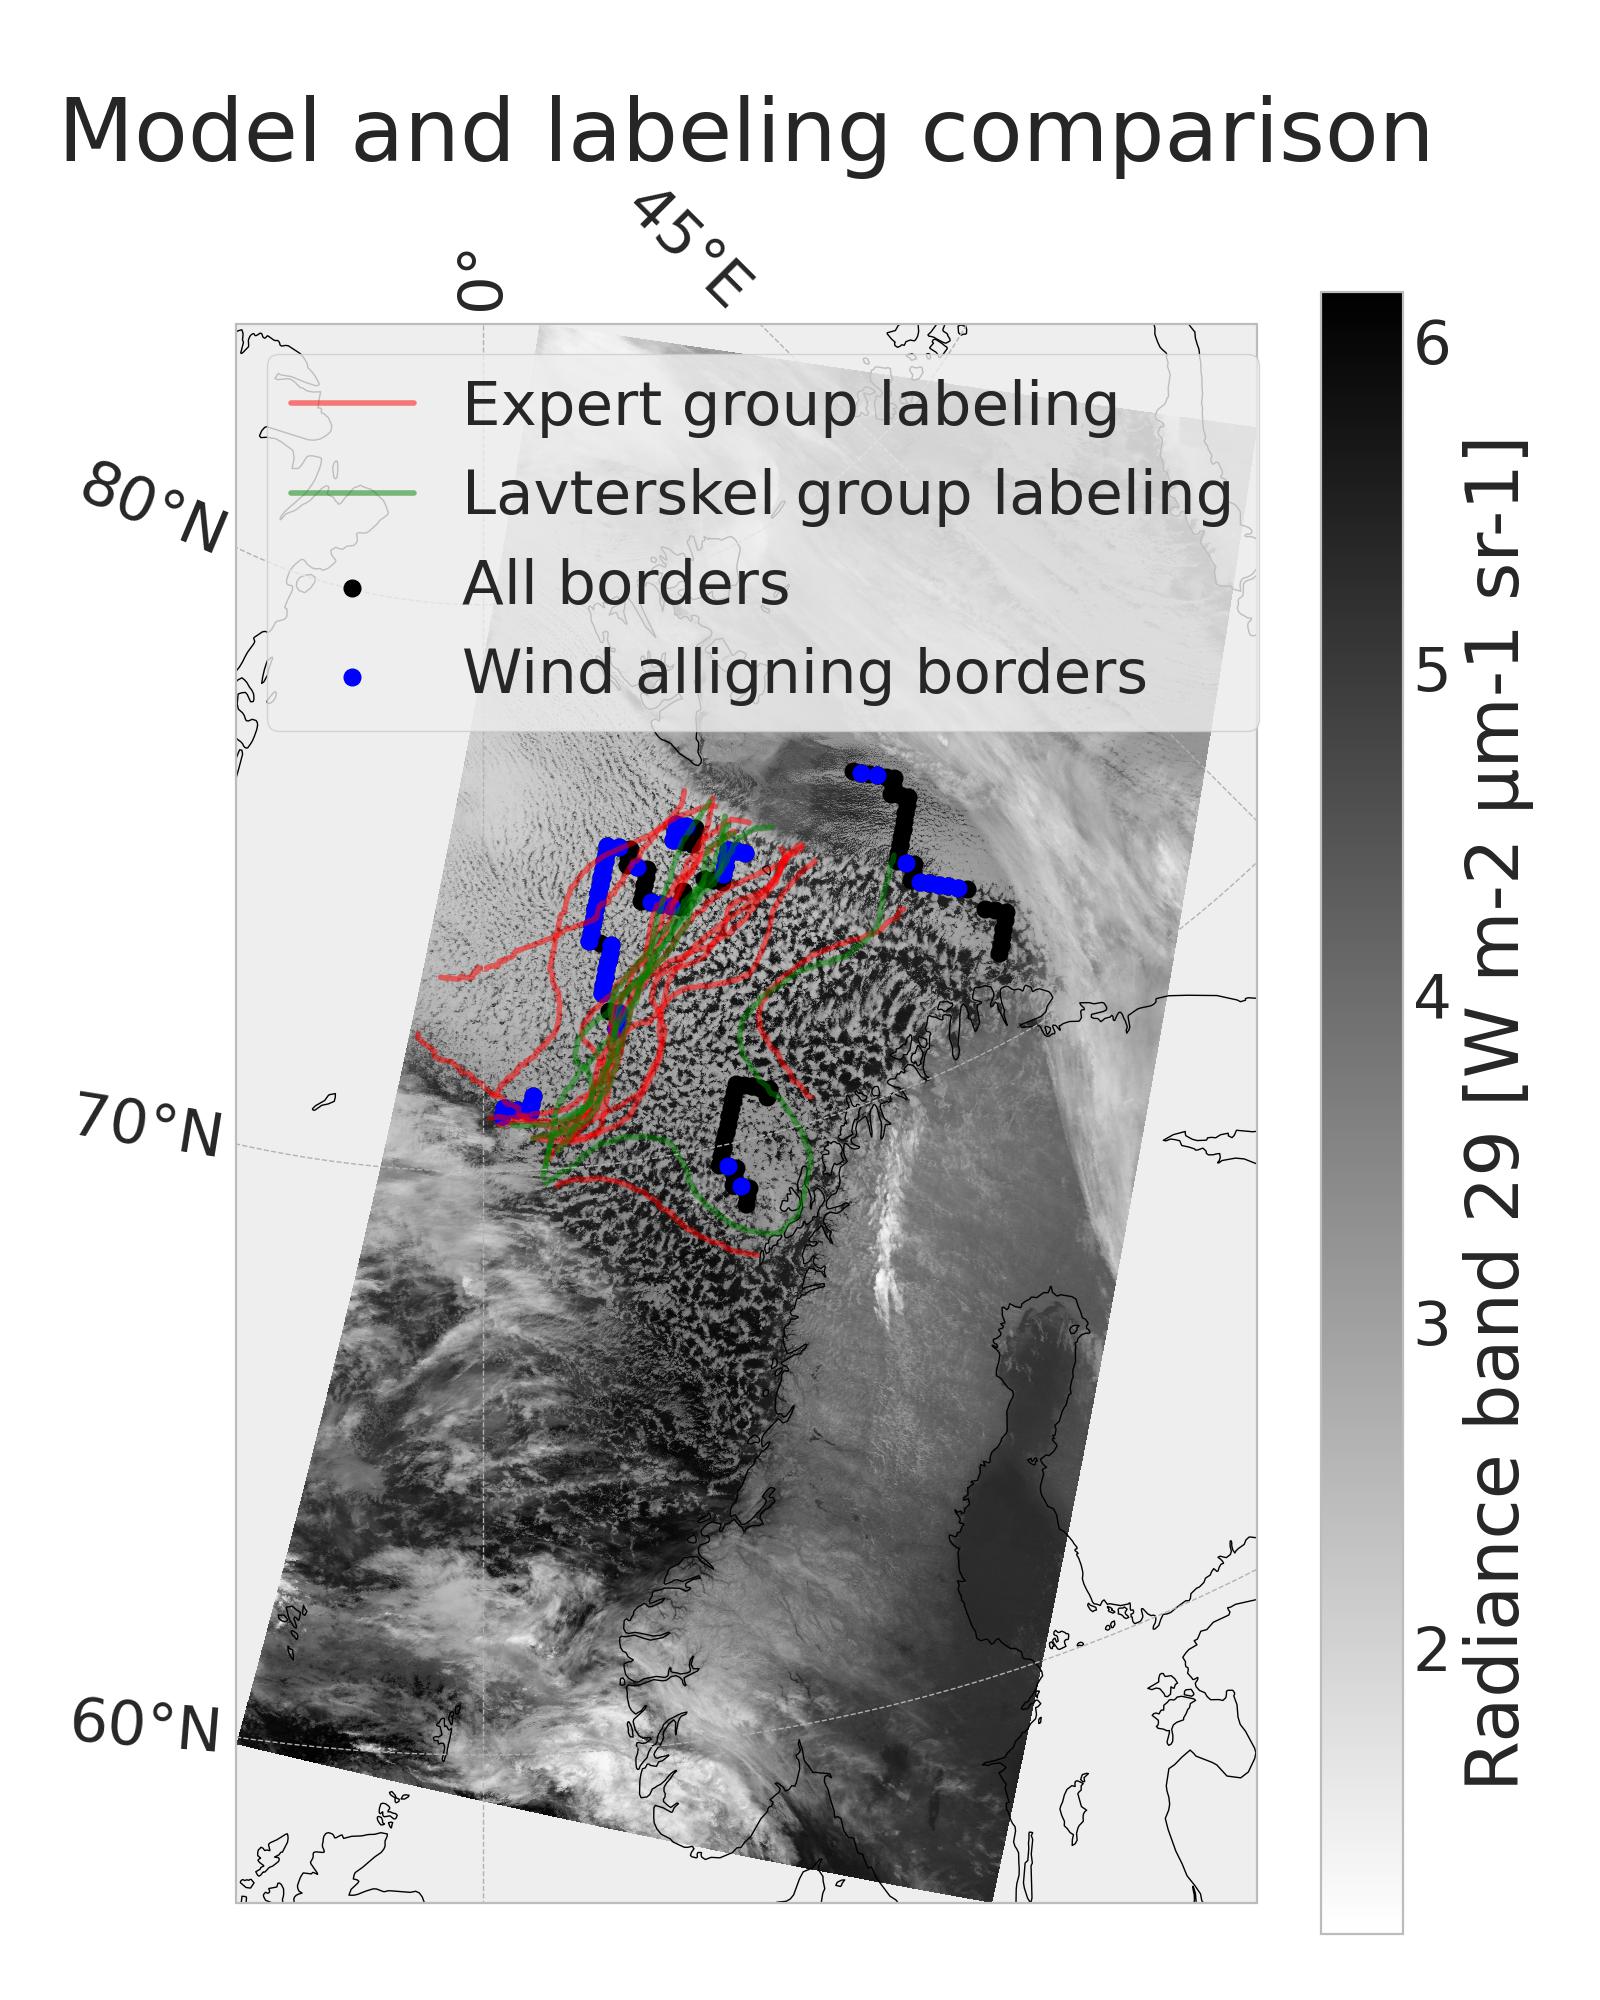 Model and labeling comparison
45°E
0°
Expert group labeling
Lavterskel group labeling
All borders
Wind alligning borders
80°N
70°N
60°N
6
5
4
3
2
Radiance band 29 [W m-2 µm-1 sr-1]